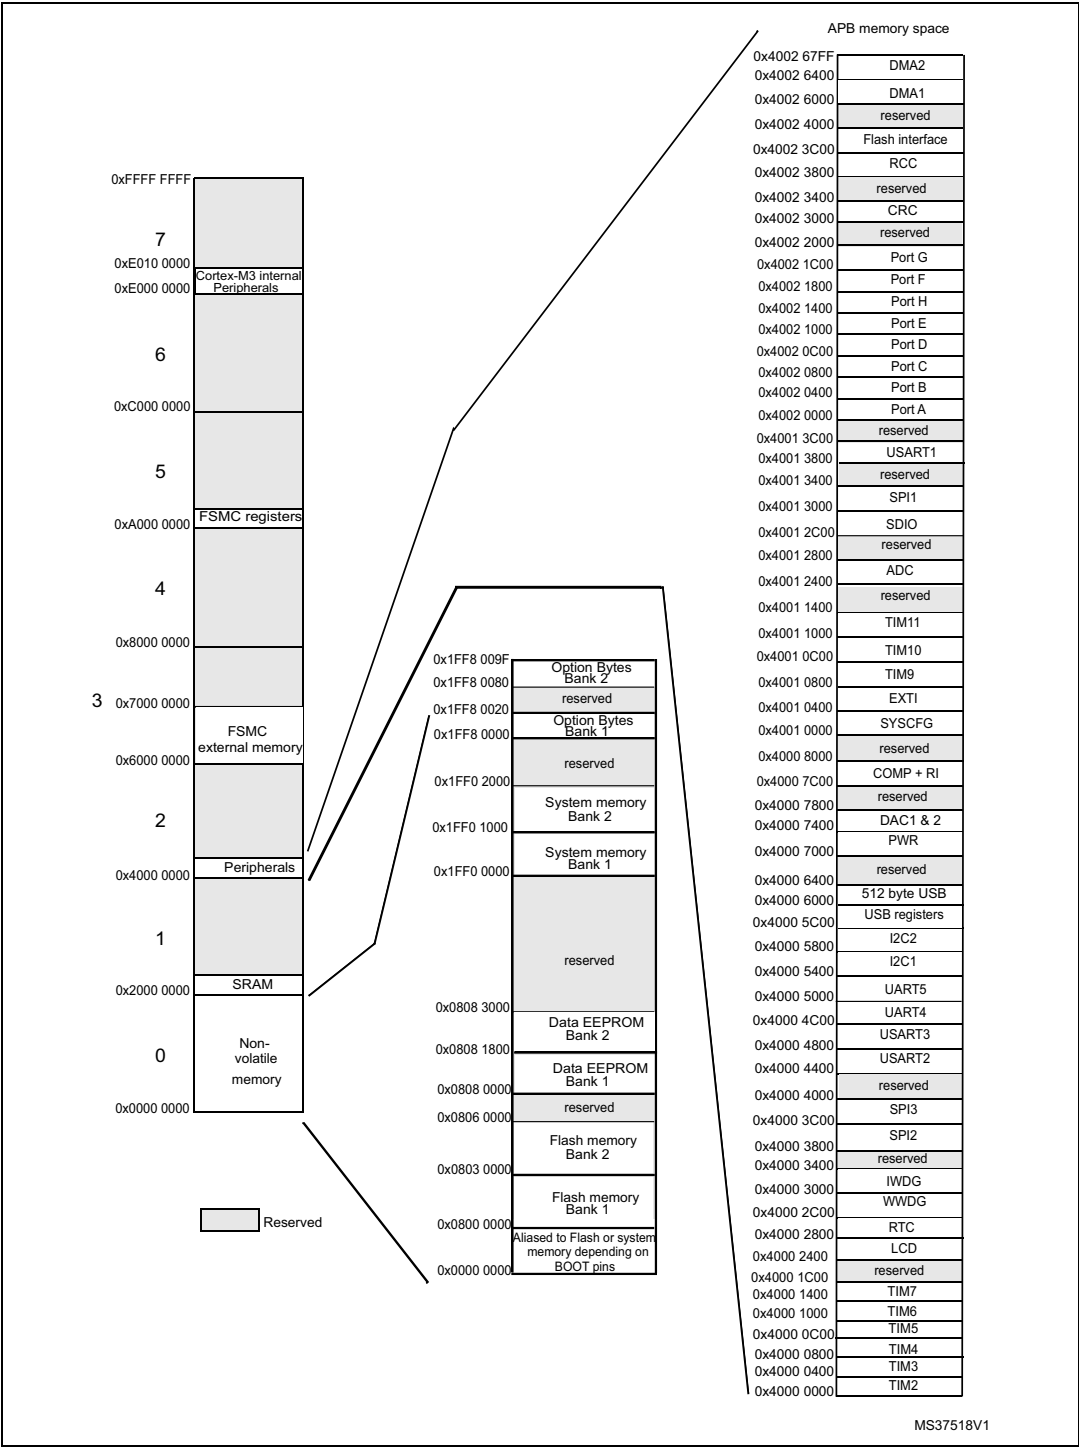 APB memory space
0xFFFF FFFF
7
0xE010 0000
Cortex-M3 internal
Peripherals
0xE000 0000
6
0xC000 0000
5
FSMC registers
0xA000 0000
4
0x8000 0000
3
0x7000 0000
FSMC
external memory
0x6000 0000
2
Peripherals
0x4000 0000
1
SRAM
0x2000 0000
0
Non-
volatile
memory
0x0000 0000
Reserved
0x1FF8 009F
Option Bytes
Bank 2
0x1FF8 0080
reserved
0x1FF8 0020
Option Bytes
Bank 1
0x1FF8 0000
reserved
0x1FF0 2000
System memory
Bank 2
0x1FF0 1000
System memory
Bank 1
0x1FF0 0000
reserved
0x0808 3000
Data EEPROM
Bank 2
0x0808 1800
Data EEPROM
Bank 1
0x0808 0000
reserved
0x0806 0000
Flash memory
Bank 2
0x0803 0000
Flash memory
Bank 1
0x0800 0000
Aliased to Flash or system
memory depending on
BOOT pins
0x0000 0000
0x4002 67FF
DMA2
0x4002 6400
DMA1
0x4002 6000
reserved
0x4002 4000
Flash interface
0x4002 3C00
RCC
0x4002 3800
reserved
0x4002 3400
CRC
0x4002 3000
reserved
0x4002 2000
Port G
0x4002 1C00
Port F
0x4002 1800
Port H
0x4002 1400
Port E
0x4002 1000
Port D
0x4002 0C00
Port C
0x4002 0800
Port B
0x4002 0400
Port A
0x4002 0000
reserved
0x4001 3C00
USART1
0x4001 3800
reserved
0x4001 3400
SPI1
0x4001 3000
SDIO
0x4001 2C00
reserved
0x4001 2800
ADC
0x4001 2400
reserved
0x4001 1400
TIM11
0x4001 1000
TIM10
0x4001 0C00
TIM9
0x4001 0800
EXTI
0x4001 0400
SYSCFG
0x4001 0000
reserved
0x4000 8000
COMP + RI
0x4000 7C00
reserved
0x4000 7800
DAC1 & 2
0x4000 7400
PWR
0x4000 7000
reserved
0x4000 6400
512 byte USB
0x4000 6000
USB registers
0x4000 5C00
I2C2
0x4000 5800
I2C1
0x4000 5400
UART5
0x4000 5000
UART4
0x4000 4C00
USART3
0x4000 4800
USART2
0x4000 4400
reserved
0x4000 4000
SPI3
0x4000 3C00
SPI2
0x4000 3800
reserved
0x4000 3400
IWDG
0x4000 3000
WWDG
0x4000 2C00
RTC
0x4000 2800
LCD
0x4000 2400
reserved
0x4000 1C00
TIM7
0x4000 1400
TIM6
0x4000 1000
TIM5
0x4000 0C00
TIM4
0x4000 0800
TIM3
0x4000 0400
TIM2
0x4000 0000
MS37518V1